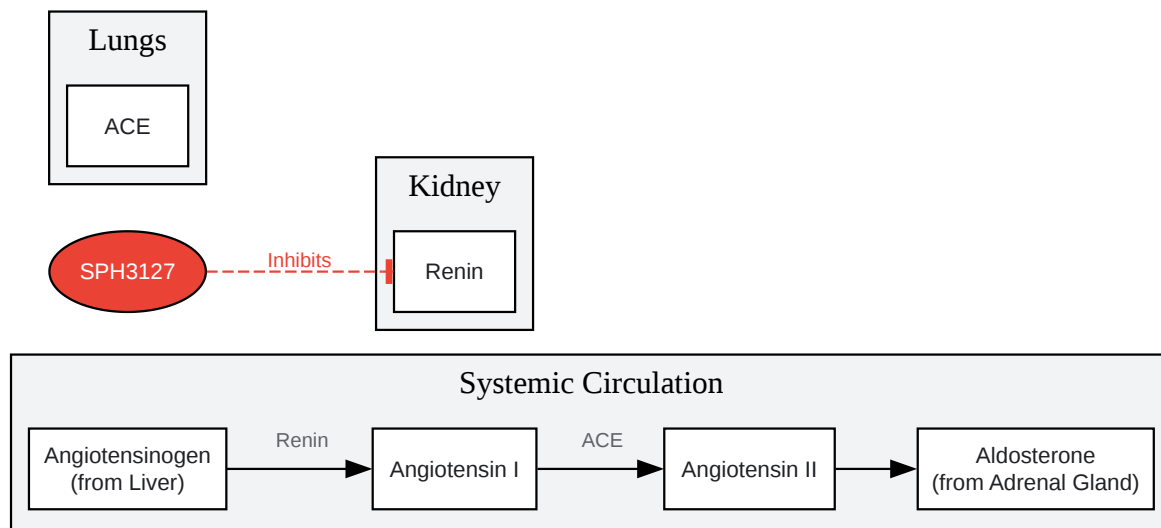 Lungs
ACE
Kidney
SPH3127
Inhibits
Renin
Systemic Circulation
Angiotensinogen
(from Liver)
Renin
Angiotensin I
ACE
Angiotensin II
Aldosterone
(from Adrenal Gland)